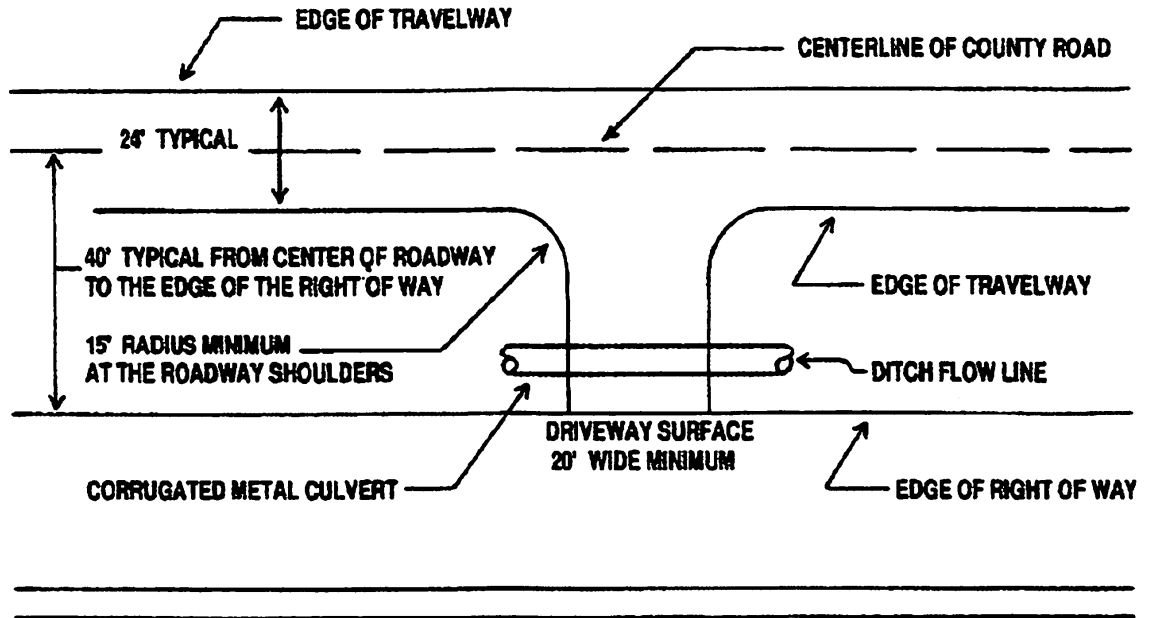 EDGE OF TRAVELWAY
CENTERLINE OF COUNTY ROAD
24' TYPICAL
40' TYPICAL FROM CENTER OF ROADWAY
TO THE EDGE OF THE RIGHT OF WAY
EDGE OF TRAVELWAY
15' RADIUS MINIMUM
AT THE ROADWAY SHOULDERS
DITCH FLOW LINE
DRIVEWAY SURFACE
20' WIDE MINIMUM
CORRUGATED METAL CULVERT
EDGE OF RIGHT OF WAY